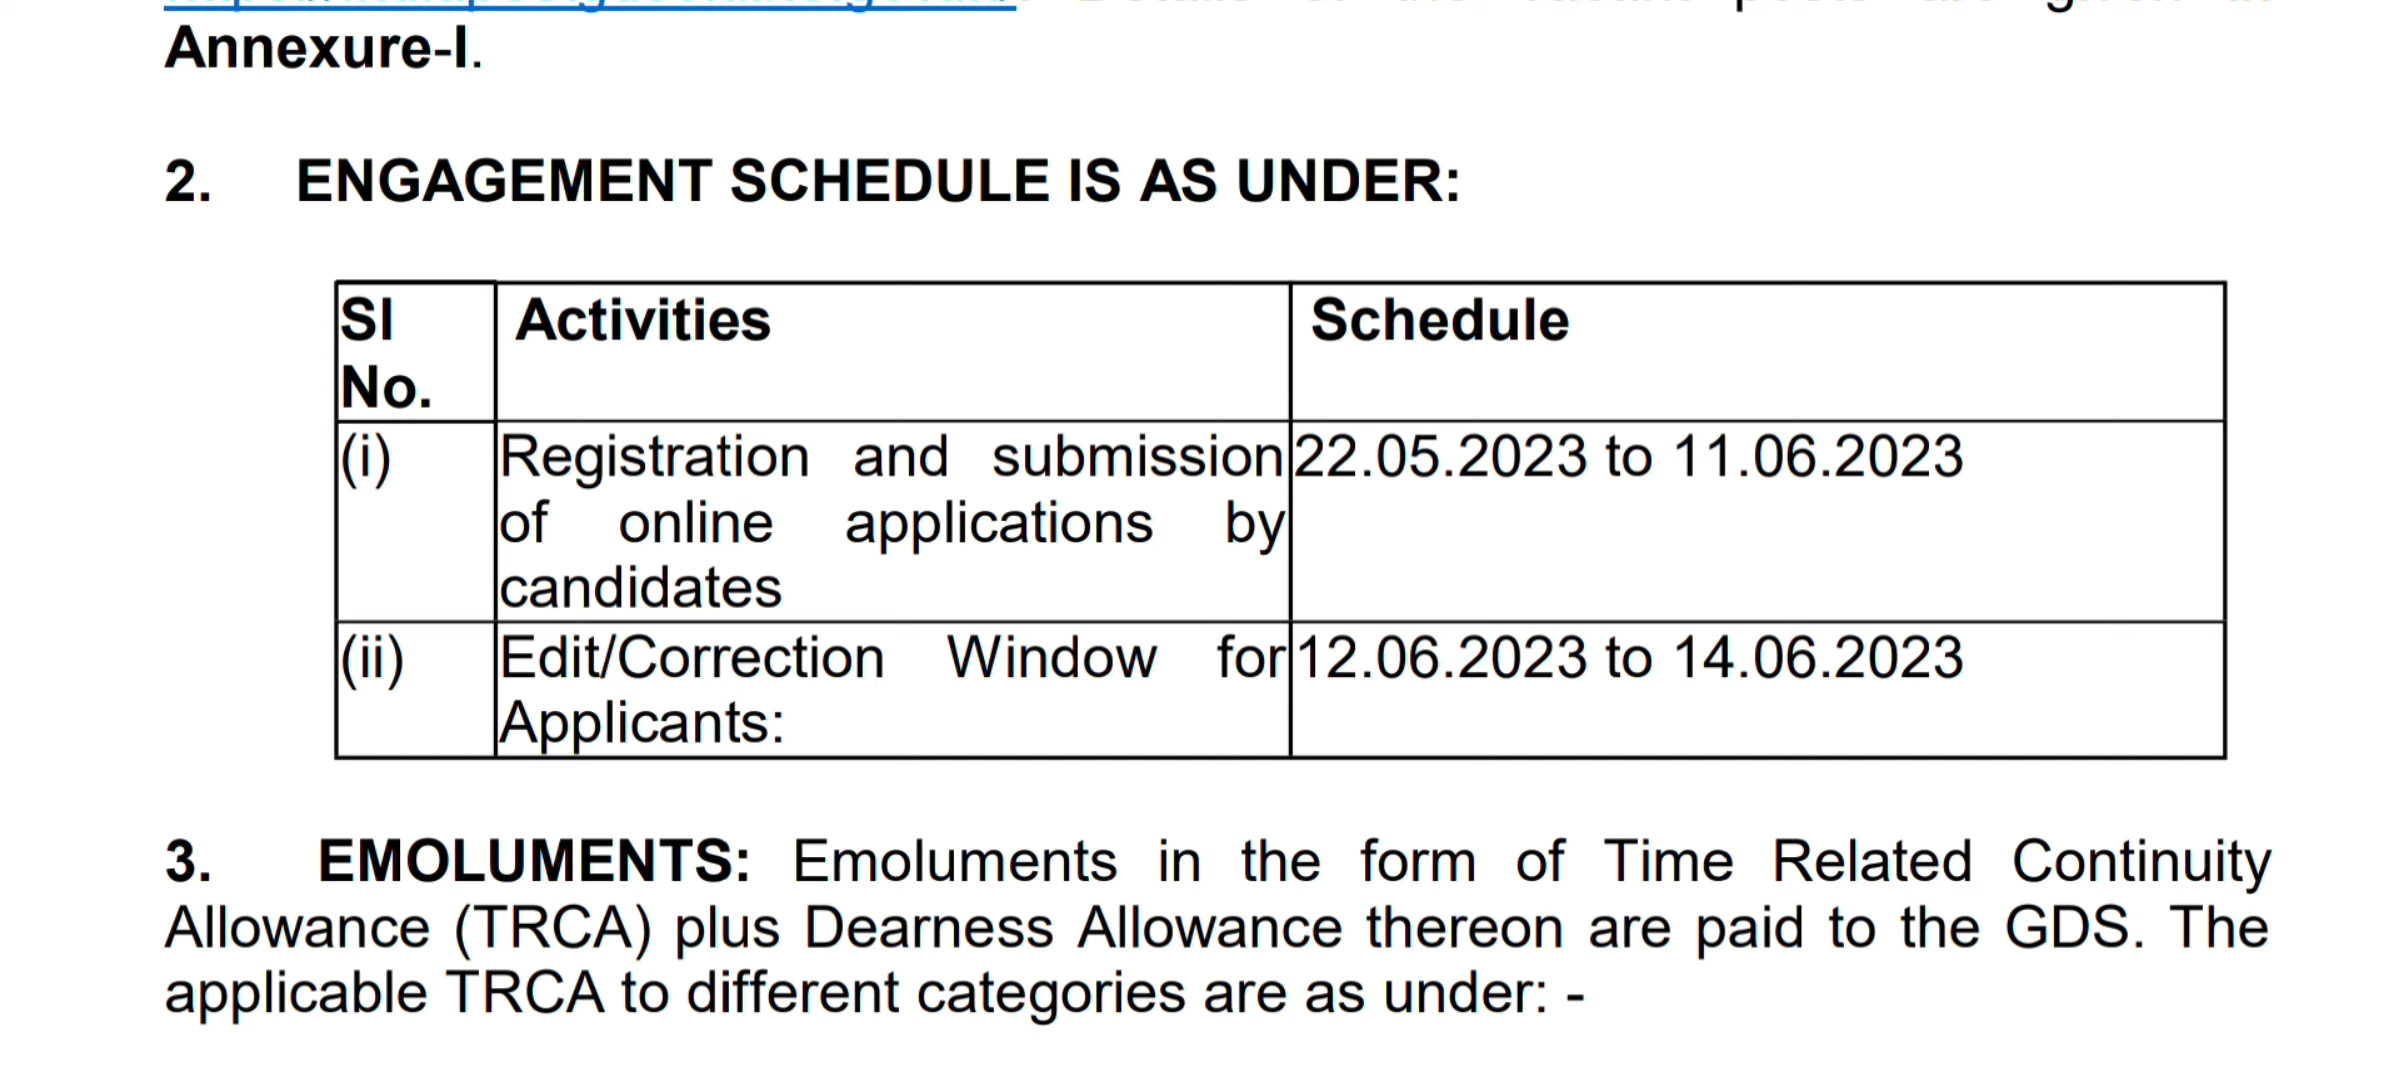 Annexure-I.
2. ENGAGEMENT SCHEDULE IS AS UNDER:
Sl No. Activities Schedule
(i) Registration and submission 22.05.2023 to 11.06.2023
of online applications by
candidates
(ii) Edit/Correction Window for 12.06.2023 to 14.06.2023
Applicants:
3. EMOLUMENTS: Emoluments in the form of Time Related Continuity
Allowance (TRCA) plus Dearness Allowance thereon are paid to the GDS. The
applicable TRCA to different categories are as under: -